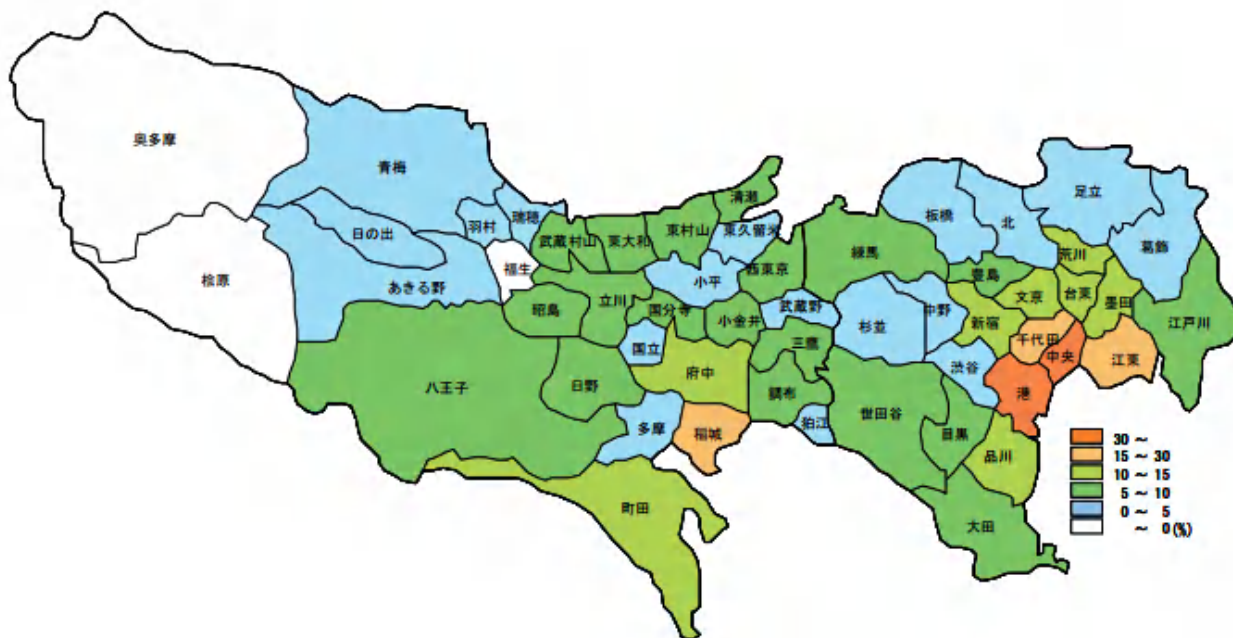 奥多摩
青梅
日の出
羽村
瑞穂
桧原
あきる野
福生
武蔵村山
東大和
東村山
清瀬
東久留米
小平
西東京
昭島
立川
国分寺
小金井
武蔵野
三鷹
国立
府中
調布
狛江
八王子
日野
多摩
稲城
町田
練馬
板橋
北
足立
葛飾
豊島
荒川
文京
台東
墨田
江戸川
杉並
中野
新宿
千代田
中央
江東
渋谷
港
世田谷
目黒
品川
大田
30 ~
15 ~ 30
10 ~ 15
5 ~ 10
0 ~ 5
~ 0(%)